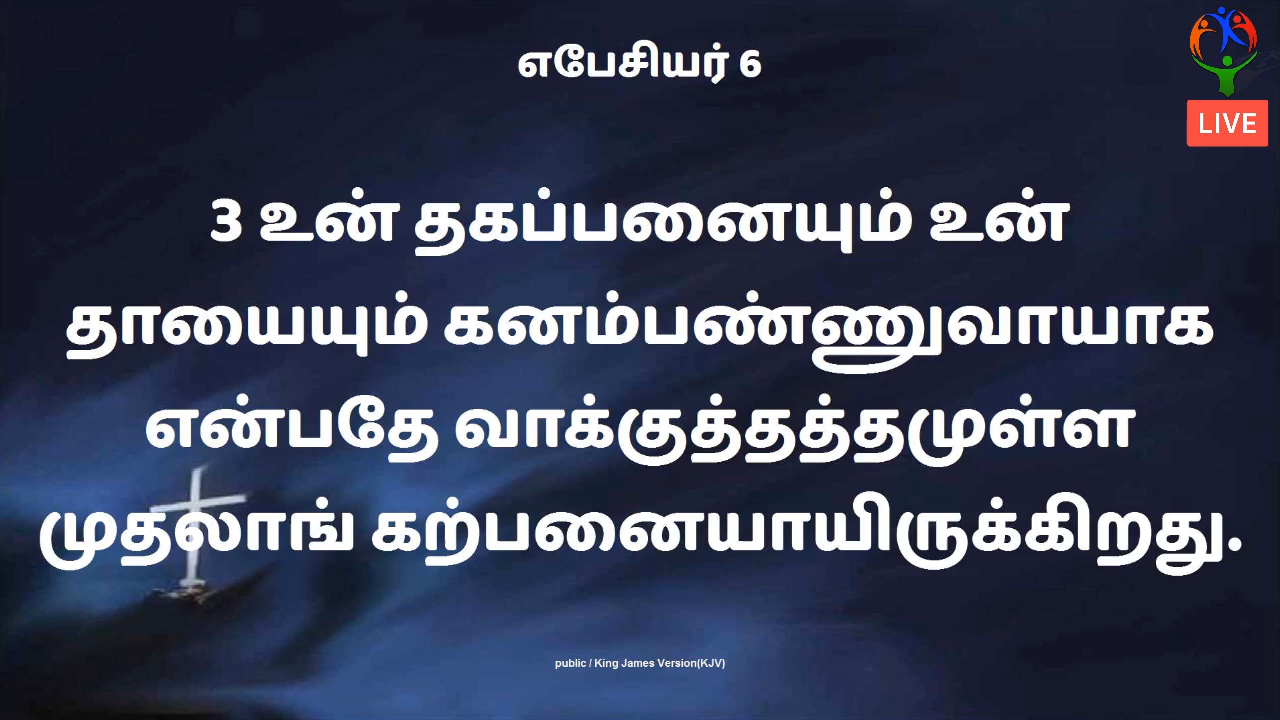 எபேசியர் 6
LIVE
3 உன் தகப்பனையும் உன்
தாயையும் கனம்பண்ணுவாயாக
என்பதே வாக்குத்தத்தமுள்ள
முதலாங் கற்பனையாயிருக்கிறது.
public / King James Version(KJV)